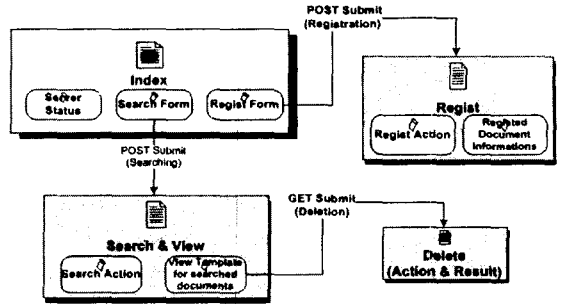 POST Submit
(Registration)
Index
Server
Status
Search Form
Regist Form
Regist
Regist Action
Registed
Document
Informations
POST Submit
(Searching)
GET Submit
(Deletion)
Search & View
Search Action
View Template
for searched
documents
Delete
(Action & Result)